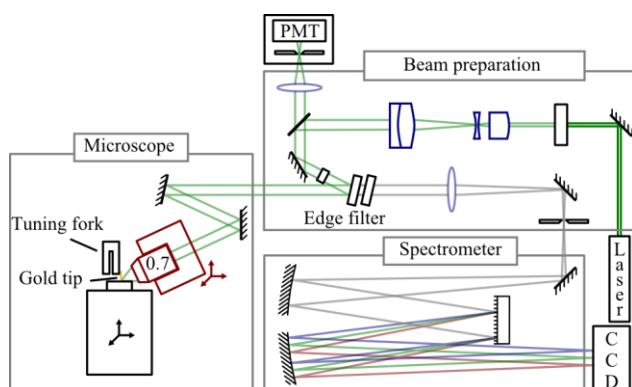 PMT
Beam preparation
Microscope
Tuning fork
Gold tip
0.7
Edge filter
Spectrometer
Laser
CCD